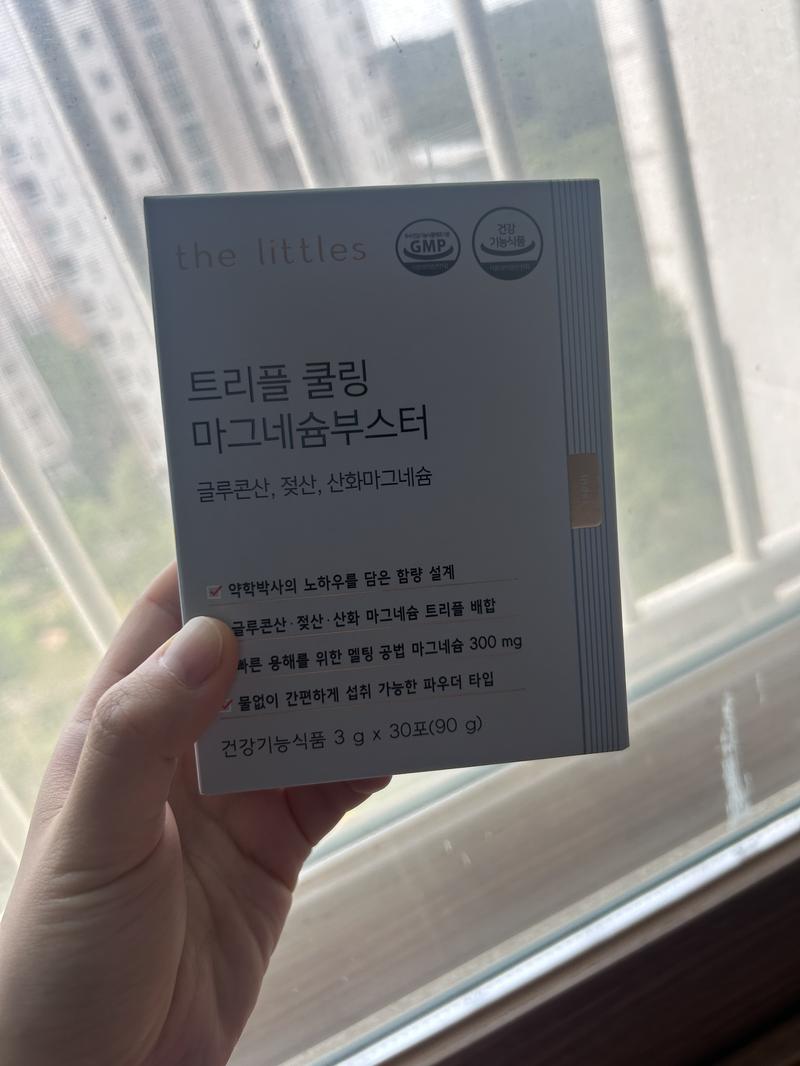 the littles
GMP
건강
기능식품
트리플 쿨링
마그네슘부스터
글루콘산, 젖산, 산화마그네슘
약학박사의 노하우를 담은 함량 설계
글루콘산·젖산·산화 마그네슘 트리플 배합
빠른 용해를 위한 멜팅 공법 마그네슘 300 mg
물없이 간편하게 섭취 가능한 파우더 타입
건강기능식품 3 g x 30포(90 g)